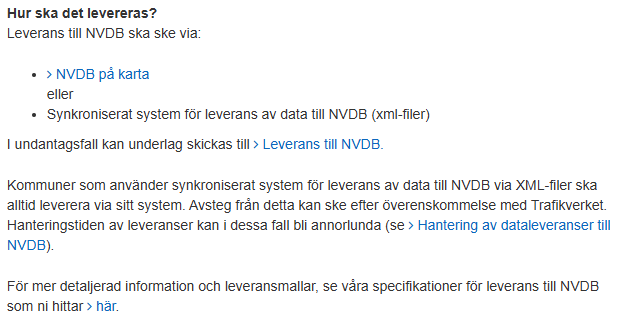 Hur ska det levereras?
Leverans till NVDB ska ske via:
• > NVDB på karta
eller
• Synkroniserat system för leverans av data till NVDB (xml-filer)
I undantagsfall kan underlag skickas till > Leverans till NVDB.
Kommuner som använder synkroniserat system för leverans av data till NVDB via XML-filer ska
alltid leverera via sitt system. Avsteg från detta kan ske efter överenskommelse med Trafikverket.
Hanteringstiden av leveranser kan i dessa fall bli annorlunda (se > Hantering av dataleveranser till
NVDB).
För mer detaljerad information och leveransmallar, se våra specifikationer för leverans till NVDB
som ni hittar > här.